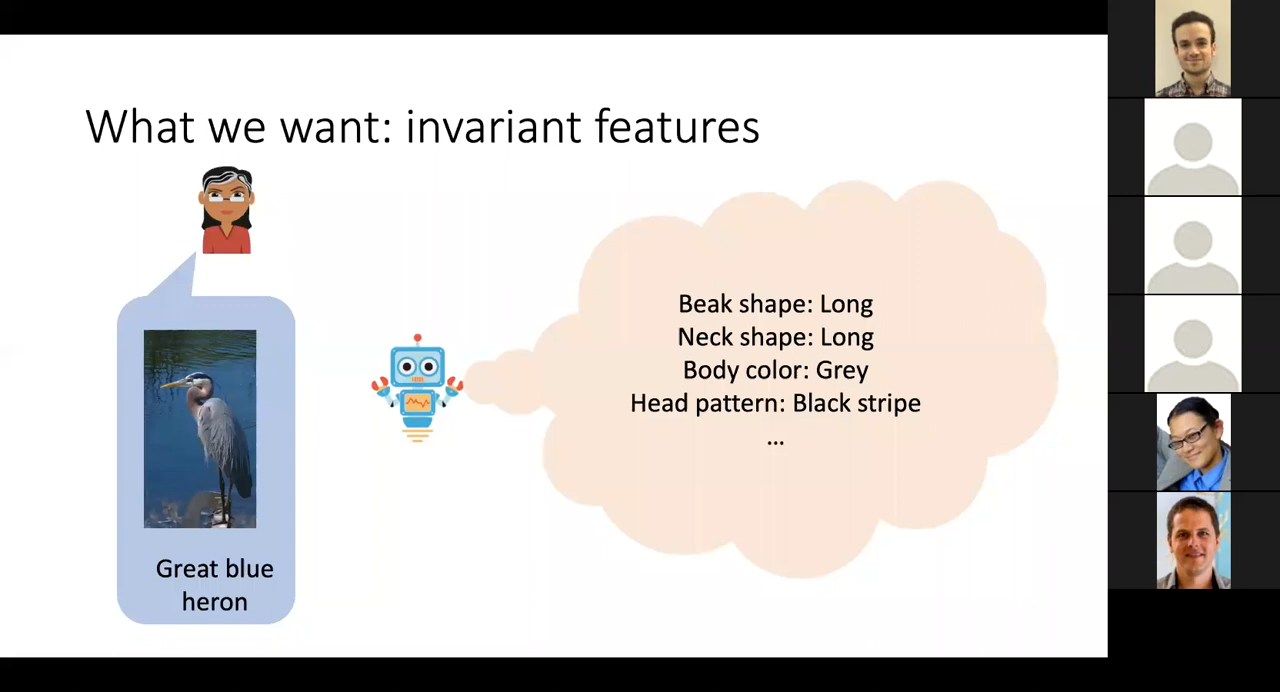 What we want: invariant features
Great blue
heron
Beak shape: Long
Neck shape: Long
Body color: Grey
Head pattern: Black stripe
...